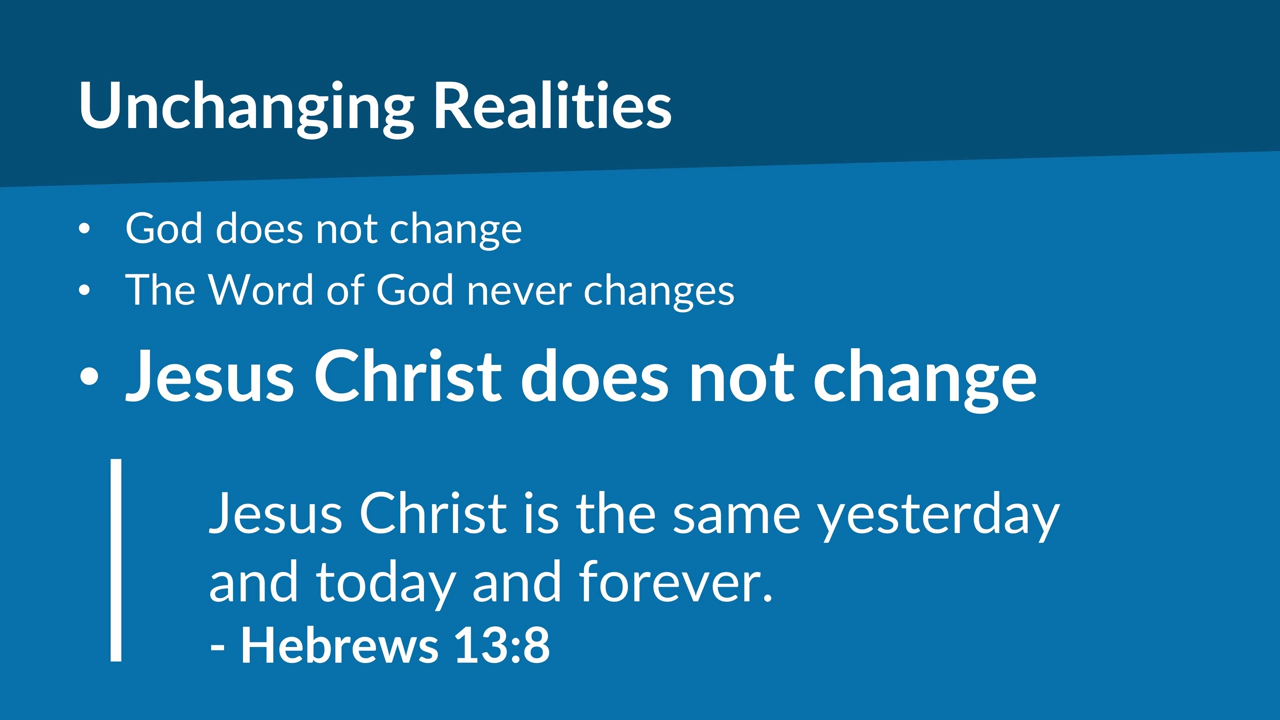 Unchanging Realities
• God does not change
• The Word of God never changes
• Jesus Christ does not change
Jesus Christ is the same yesterday
and today and forever.
- Hebrews 13:8